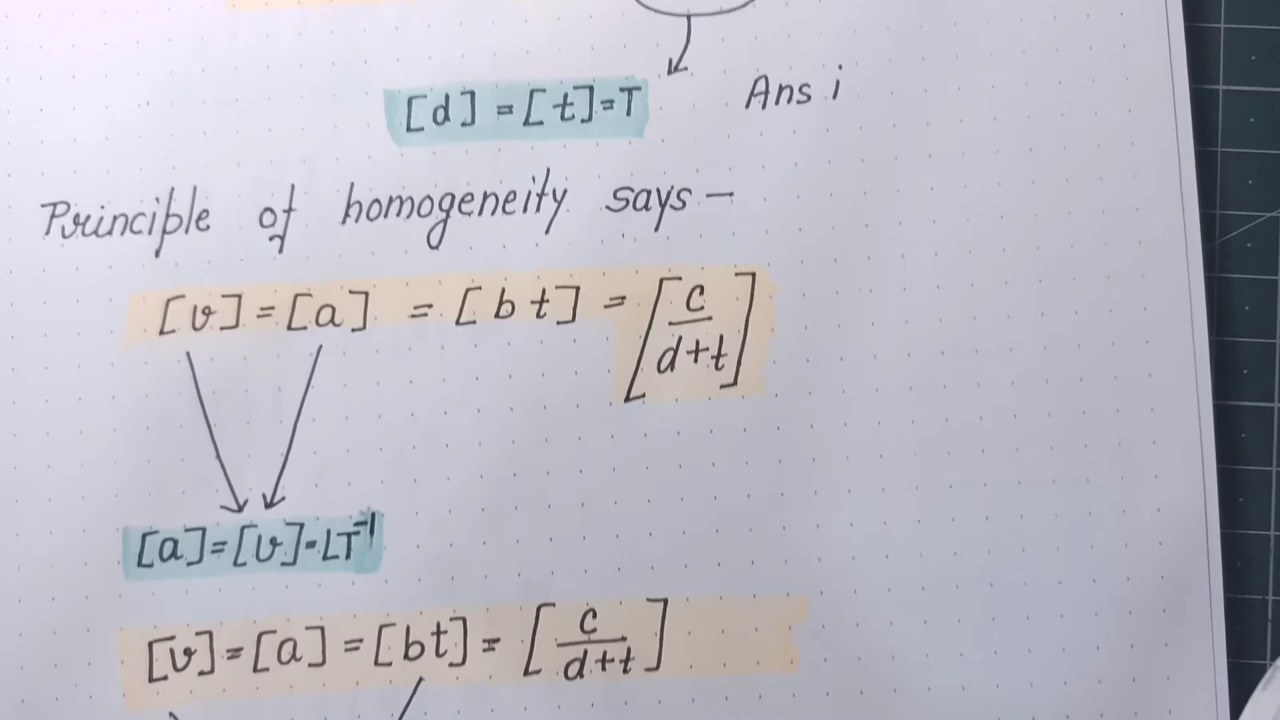 [d] = [t]=T Ans i
Principle of homogeneity says –
[v] = [a] = [bt] = [c/d+t]
[a]=[v]=LT⁻¹
[v]=[a]=[bt]=[c/d+t]